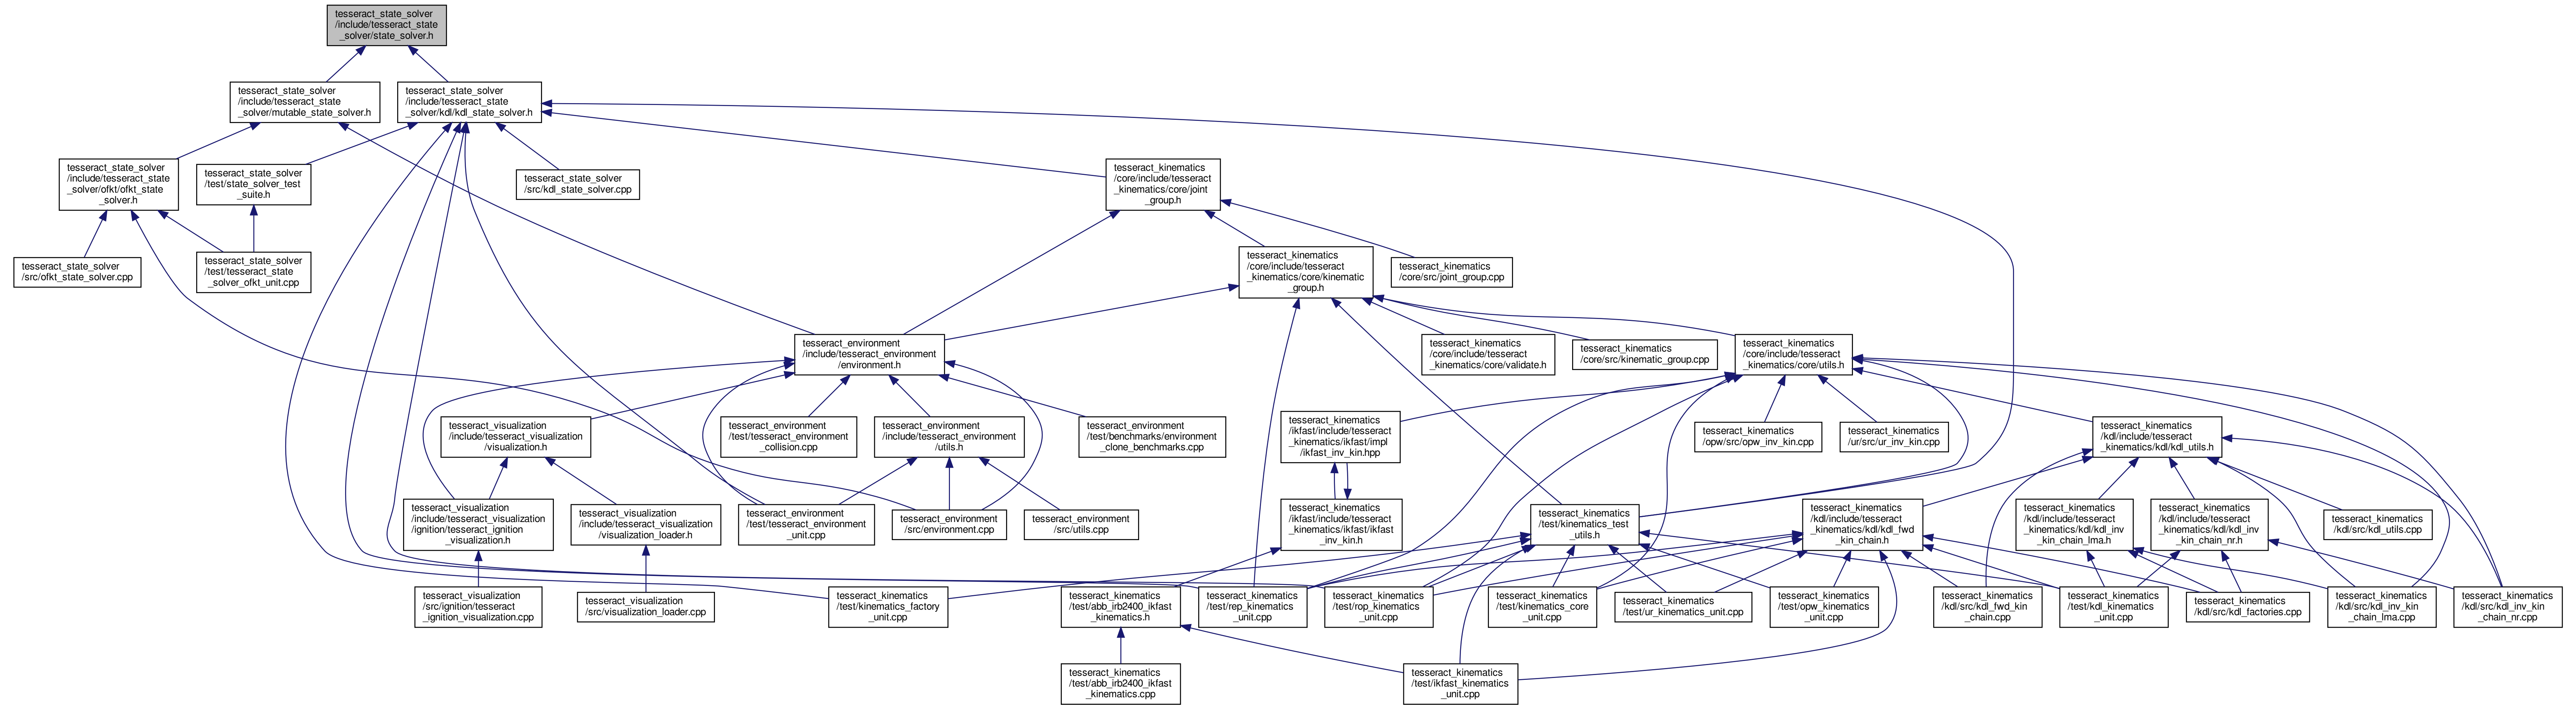 tesseract_state_solver
/include/tesseract_state
_solver/state_solver.h
tesseract_state_solver
/include/tesseract_state
_solver/mutable_state_solver.h
tesseract_state_solver
/include/tesseract_state
_solver/kdl/kdl_state_solver.h
tesseract_state_solver
/include/tesseract_state
_solver/ofkt/ofkt_state
_solver.h
tesseract_state_solver
/test/state_solver_test
_suite.h
tesseract_state_solver
/src/kdl_state_solver.cpp
tesseract_kinematics
/core/include/tesseract
_kinematics/core/joint
_group.h
tesseract_state_solver
/src/ofkt_state_solver.cpp
tesseract_state_solver
/test/tesseract_state
_solver_ofkt_unit.cpp
tesseract_kinematics
/core/include/tesseract
_kinematics/core/kinematic
_group.h
tesseract_kinematics
/core/src/joint_group.cpp
tesseract_environment
/include/tesseract_environment
/environment.h
tesseract_kinematics
/core/include/tesseract
_kinematics/core/validate.h
tesseract_kinematics
/core/src/kinematic_group.cpp
tesseract_kinematics
/core/include/tesseract
_kinematics/core/utils.h
tesseract_visualization
/include/tesseract_visualization
/visualization.h
tesseract_environment
/test/tesseract_environment
_collision.cpp
tesseract_environment
/include/tesseract_environment
/utils.h
tesseract_environment
/test/benchmarks/environment
_clone_benchmarks.cpp
tesseract_kinematics
/ikfast/include/tesseract
_kinematics/ikfast/impl
/ikfast_inv_kin.hpp
tesseract_kinematics
/opw/src/opw_inv_kin.cpp
tesseract_kinematics
/ur/src/ur_inv_kin.cpp
tesseract_kinematics
/kdl/include/tesseract
_kinematics/kdl/kdl_utils.h
tesseract_visualization
/include/tesseract_visualization
/ignition/tesseract_ignition
_visualization.h
tesseract_visualization
/include/tesseract_visualization
/visualization_loader.h
tesseract_environment
/test/tesseract_environment
_unit.cpp
tesseract_environment
/src/environment.cpp
tesseract_environment
/src/utils.cpp
tesseract_kinematics
/ikfast/include/tesseract
_kinematics/ikfast/ikfast
_inv_kin.h
tesseract_kinematics
/test/kinematics_test
_utils.h
tesseract_kinematics
/kdl/include/tesseract
_kinematics/kdl/kdl_fwd
_kin_chain.h
tesseract_kinematics
/kdl/include/tesseract
_kinematics/kdl/kdl_inv
_kin_chain_lma.h
tesseract_kinematics
/kdl/include/tesseract
_kinematics/kdl/kdl_inv
_kin_chain_nr.h
tesseract_kinematics
/kdl/src/kdl_utils.cpp
tesseract_visualization
/src/ignition/tesseract
_ignition_visualization.cpp
tesseract_visualization
/src/visualization_loader.cpp
tesseract_kinematics
/test/kinematics_factory
_unit.cpp
tesseract_kinematics
/test/abb_irb2400_ikfast
_kinematics.h
tesseract_kinematics
/test/rep_kinematics
_unit.cpp
tesseract_kinematics
/test/rop_kinematics
_unit.cpp
tesseract_kinematics
/test/kinematics_core
_unit.cpp
tesseract_kinematics
/test/ur_kinematics_unit.cpp
tesseract_kinematics
/test/opw_kinematics
_unit.cpp
tesseract_kinematics
/kdl/src/kdl_fwd_kin
_chain.cpp
tesseract_kinematics
/test/kdl_kinematics
_unit.cpp
tesseract_kinematics
/kdl/src/kdl_factories.cpp
tesseract_kinematics
/kdl/src/kdl_inv_kin
_chain_lma.cpp
tesseract_kinematics
/kdl/src/kdl_inv_kin
_chain_nr.cpp
tesseract_kinematics
/test/abb_irb2400_ikfast
_kinematics.cpp
tesseract_kinematics
/test/ikfast_kinematics
_unit.cpp